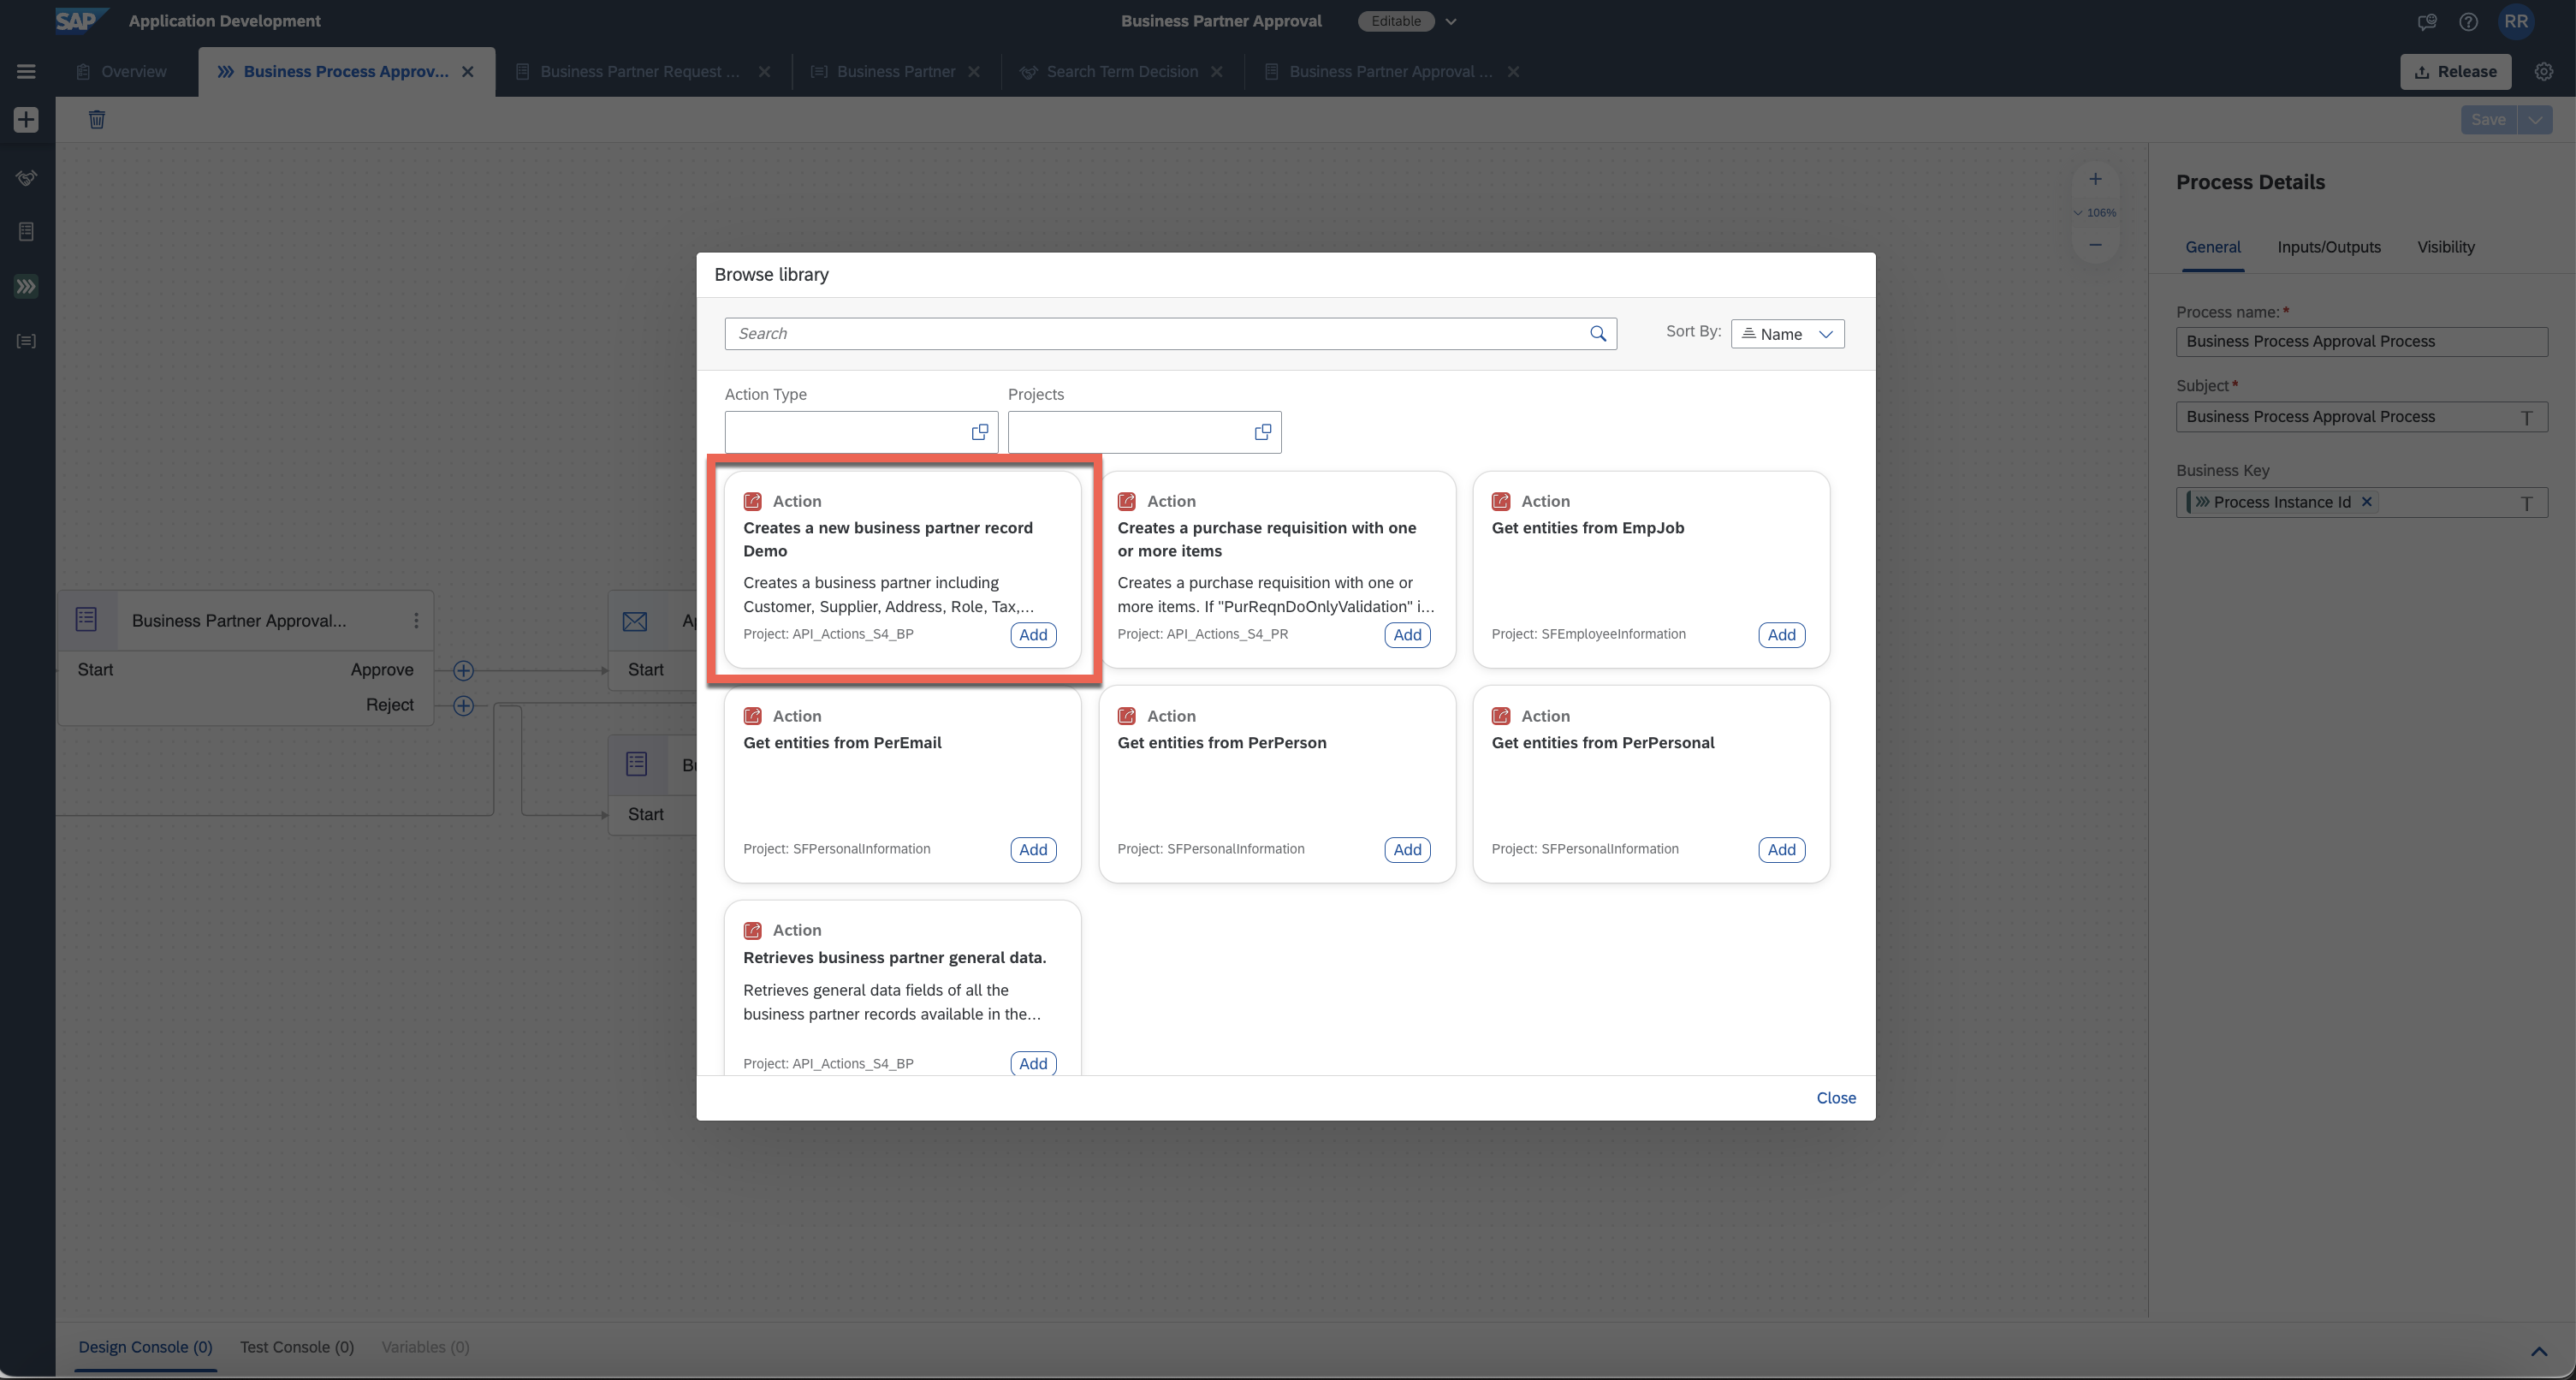 SAP Application Development
Business Partner Approval Editable
RR
Overview
Business Process Approv...
Business Partner Request ...
Business Partner
Search Term Decision
Business Partner Approval ...
Release
Save
106%
Process Details
General Inputs/Outputs Visibility
Process name:*
Business Process Approval Process
Subject*
Business Process Approval Process
Business Key
Process Instance Id
Business Partner Approval...
Start Approve
Reject
Start
Start
Browse library
Search
Sort By: Name
Action Type Projects
Action
Creates a new business partner record
Demo
Creates a business partner including
Customer, Supplier, Address, Role, Tax,...
Project: API_Actions_S4_BP Add
Action
Creates a purchase requisition with one
or more items
Creates a purchase requisition with one or
more items. If "PurReqnDoOnlyValidation" i...
Project: API_Actions_S4_PR Add
Action
Get entities from EmpJob
Project: SFEmployeeInformation Add
Action
Get entities from PerEmail
Project: SFPersonalInformation Add
Action
Get entities from PerPerson
Project: SFPersonalInformation Add
Action
Get entities from PerPersonal
Project: SFPersonalInformation Add
Action
Retrieves business partner general data.
Retrieves general data fields of all the
business partner records available in the...
Project: API_Actions_S4_BP Add
Close
Design Console (0) Test Console (0) Variables (0)